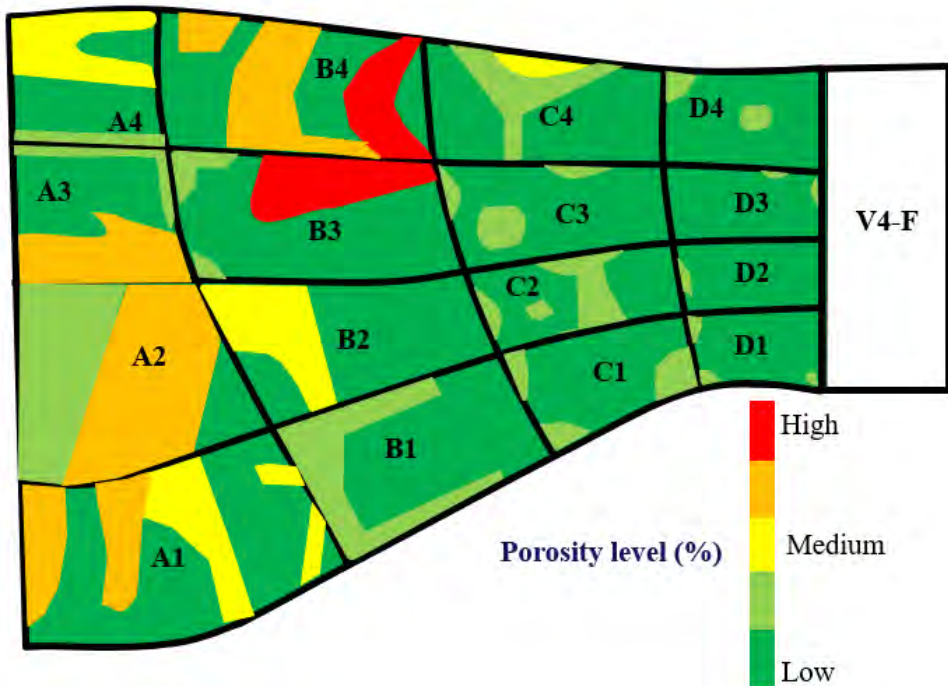 B4
A4
C4
D4
A3
B3
C3
D3
V4-F
C2
D2
A2
B2
C1
D1
B1
High
Porosity level (%)
Medium
A1
Low